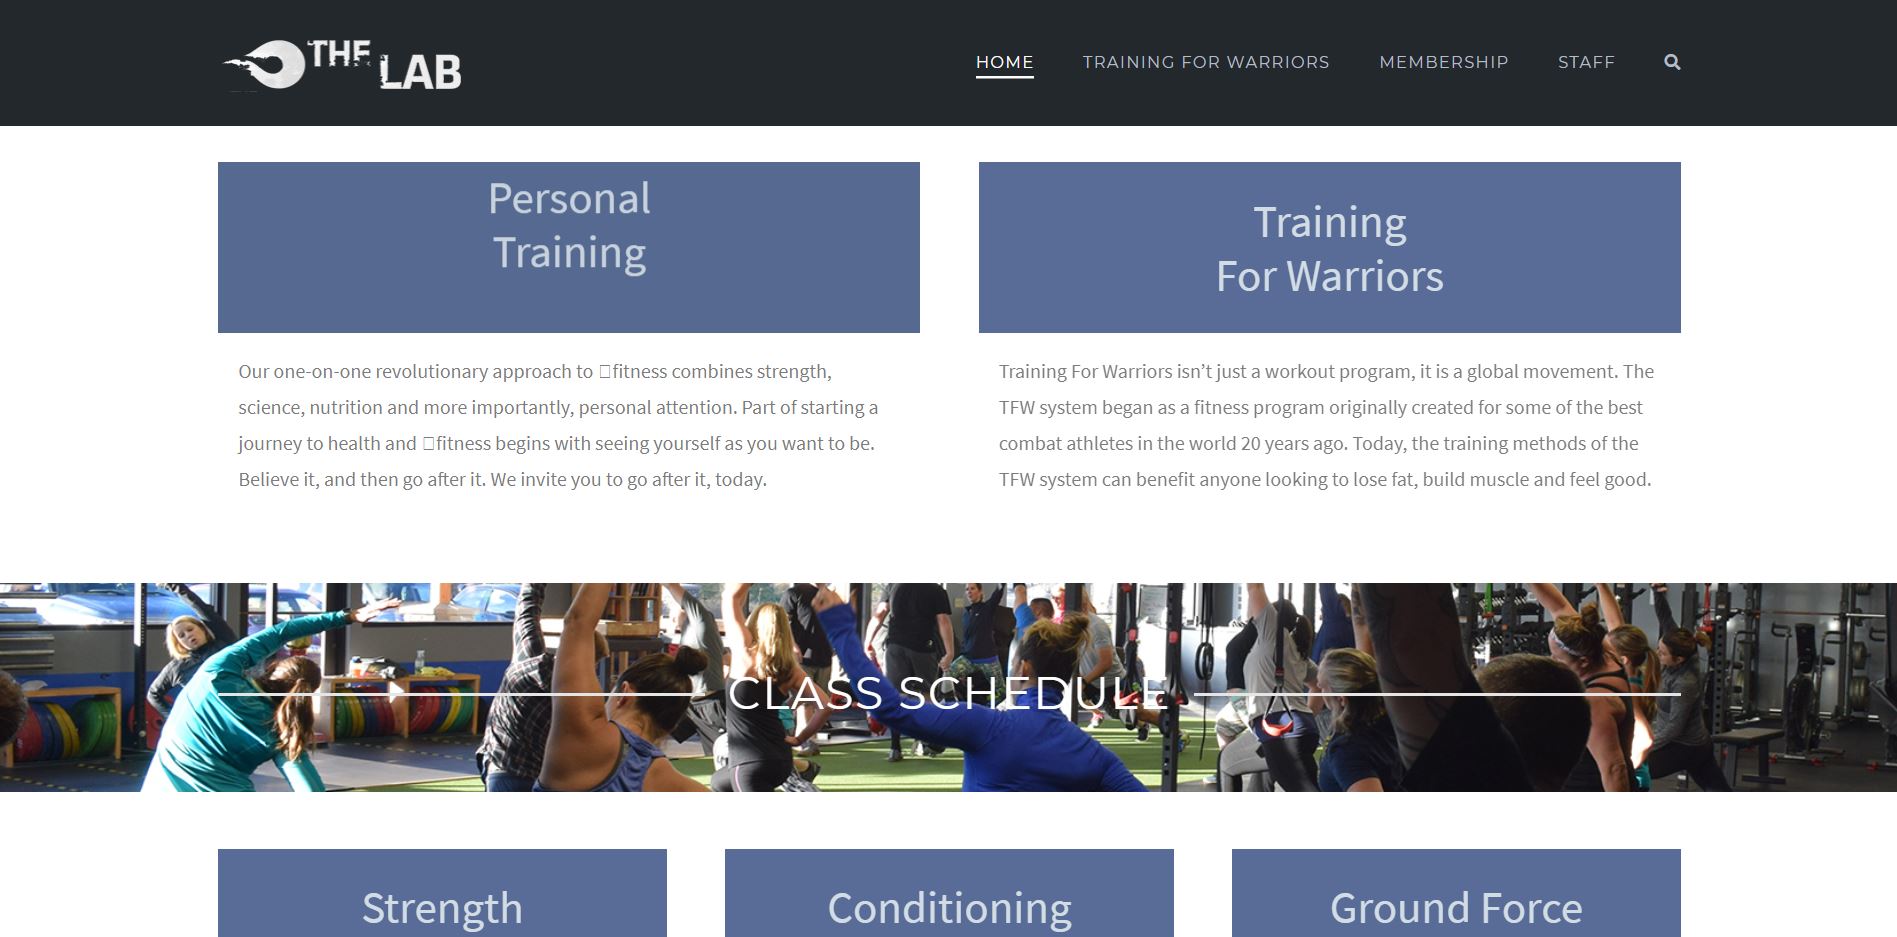 THE LAB
HOME TRAINING FOR WARRIORS MEMBERSHIP STAFF
Personal
Training
Our one-on-one revolutionary approach to □fitness combines strength,
science, nutrition and more importantly, personal attention. Part of starting a
journey to health and □fitness begins with seeing yourself as you want to be.
Believe it, and then go after it. We invite you to go after it, today.
Training
For Warriors
Training For Warriors isn’t just a workout program, it is a global movement. The
TFW system began as a fitness program originally created for some of the best
combat athletes in the world 20 years ago. Today, the training methods of the
TFW system can benefit anyone looking to lose fat, build muscle and feel good.
CLASS SCHEDULE
Strength
Conditioning
Ground Force